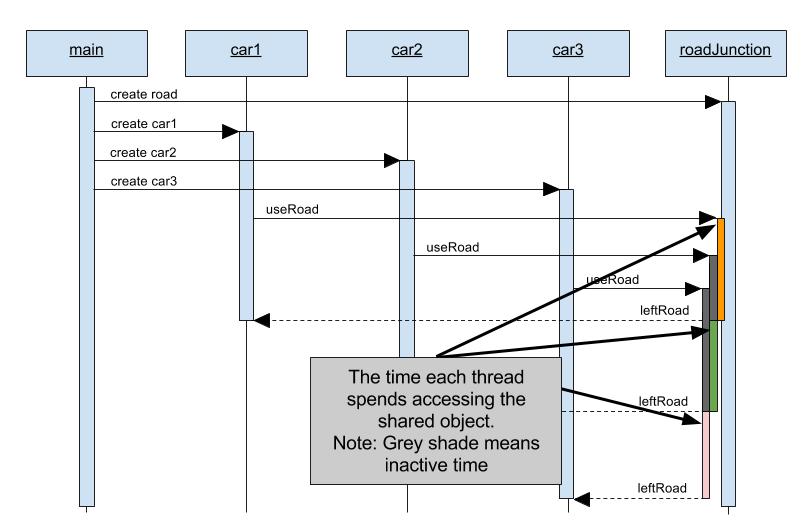 main
car1
car2
car3
roadJunction
create road
create car1
create car2
create car3
useRoad
useRoad
useRoad
leftRoad
The time each thread
spends accessing the
shared object.
Note: Grey shade means
inactive time
leftRoad
leftRoad